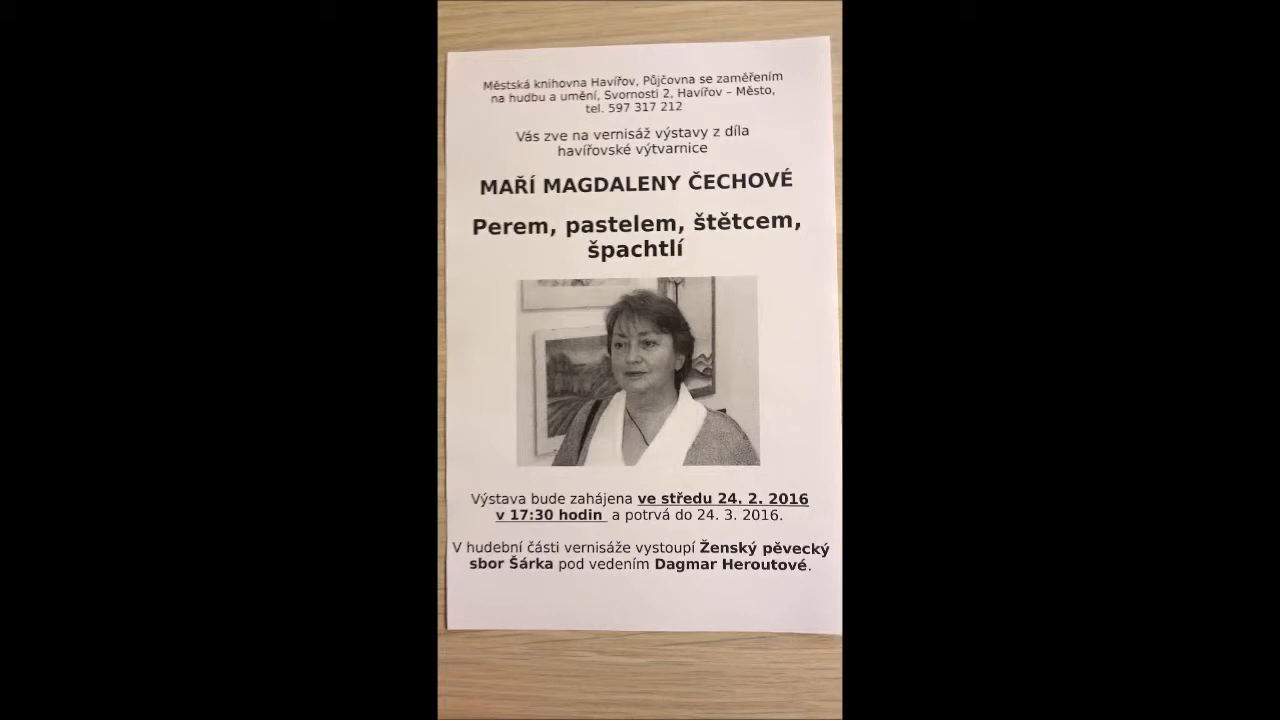 Městská knihovna Havířov, Půjčovna se zaměřením
na hudbu a umění, Svornosti 2, Havířov – Město,
tel. 597 317 212
Vás zve na vernisáž výstavy z díla
havířovské výtvarnice
MAŘÍ MAGDALENY ČECHOVÉ
Perem, pastelem, štětcem,
špachtlí
Výstava bude zahájena ve středu 24. 2. 2016
v 17:30 hodin a potrvá do 24. 3. 2016.
V hudební části vernisáže vystoupí Ženský pěvecký
sbor Šárka pod vedením Dagmar Heroutové.